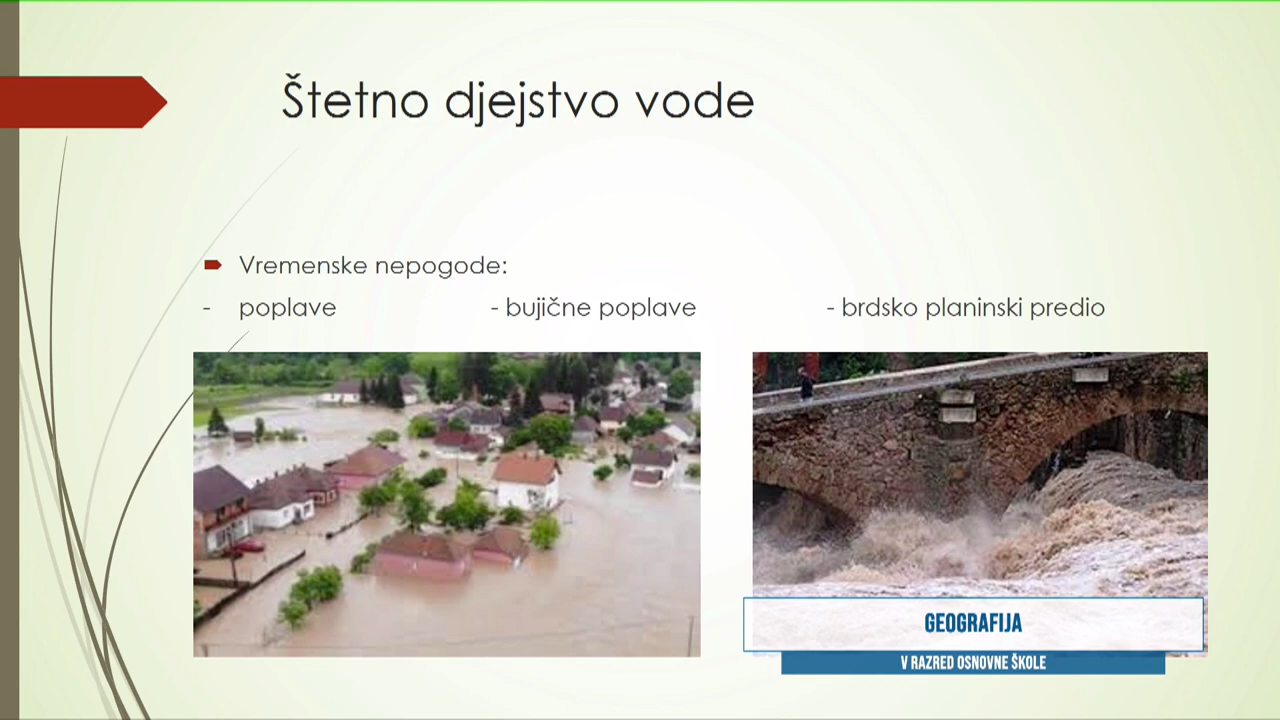 Štetno djejstvo vode
Vremenske nepogode:
- poplave - bujične poplave - brdsko planinski predio
GEOGRAFIJA
V RAZRED OSNOVNE ŠKOLE